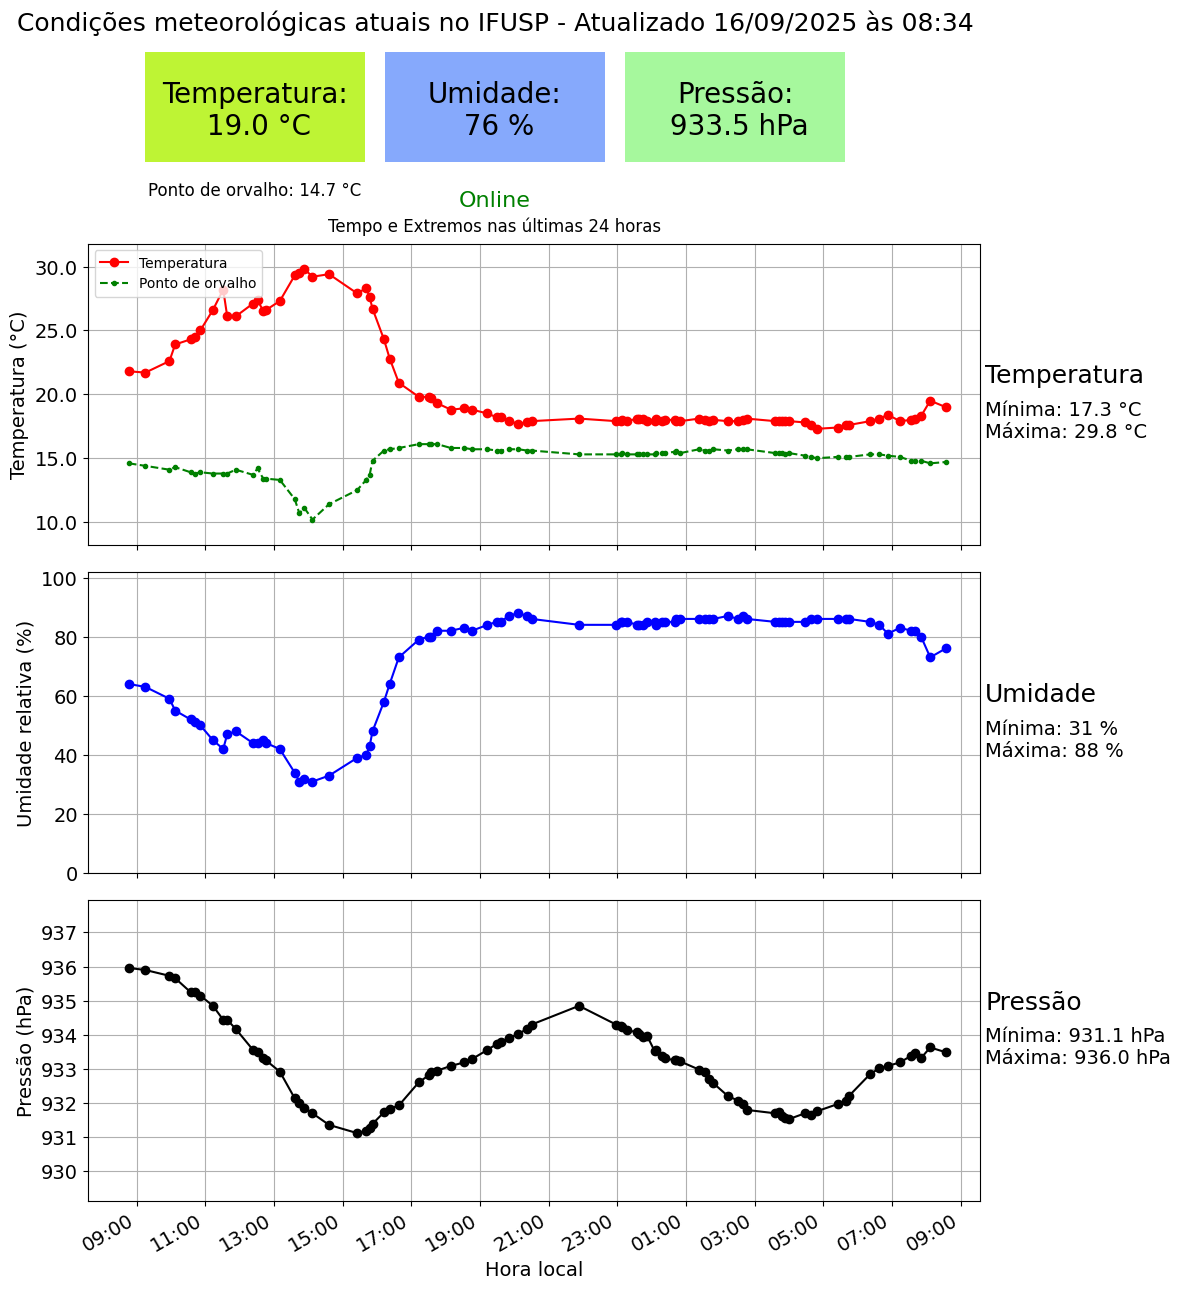 Condições meteorológicas atuais no IFUSP - Atualizado 16/09/2025 às 08:34
Temperatura:
19.0 °C
Umidade:
76 %
Pressão:
933.5 hPa
Ponto de orvalho: 14.7 °C
Online
Tempo e Extremos nas últimas 24 horas
Temperatura
Ponto de orvalho
Temperatura (°C)
30.0
25.0
20.0
15.0
10.0
Temperatura
Mínima: 17.3 °C
Máxima: 29.8 °C
Umidade relativa (%)
100
80
60
40
20
0
Umidade
Mínima: 31 %
Máxima: 88 %
Pressão (hPa)
937
936
935
934
933
932
931
930
Pressão
Mínima: 931.1 hPa
Máxima: 936.0 hPa
09:00 11:00 13:00 15:00 17:00 19:00 21:00 23:00 01:00 03:00 05:00 07:00 09:00
Hora local